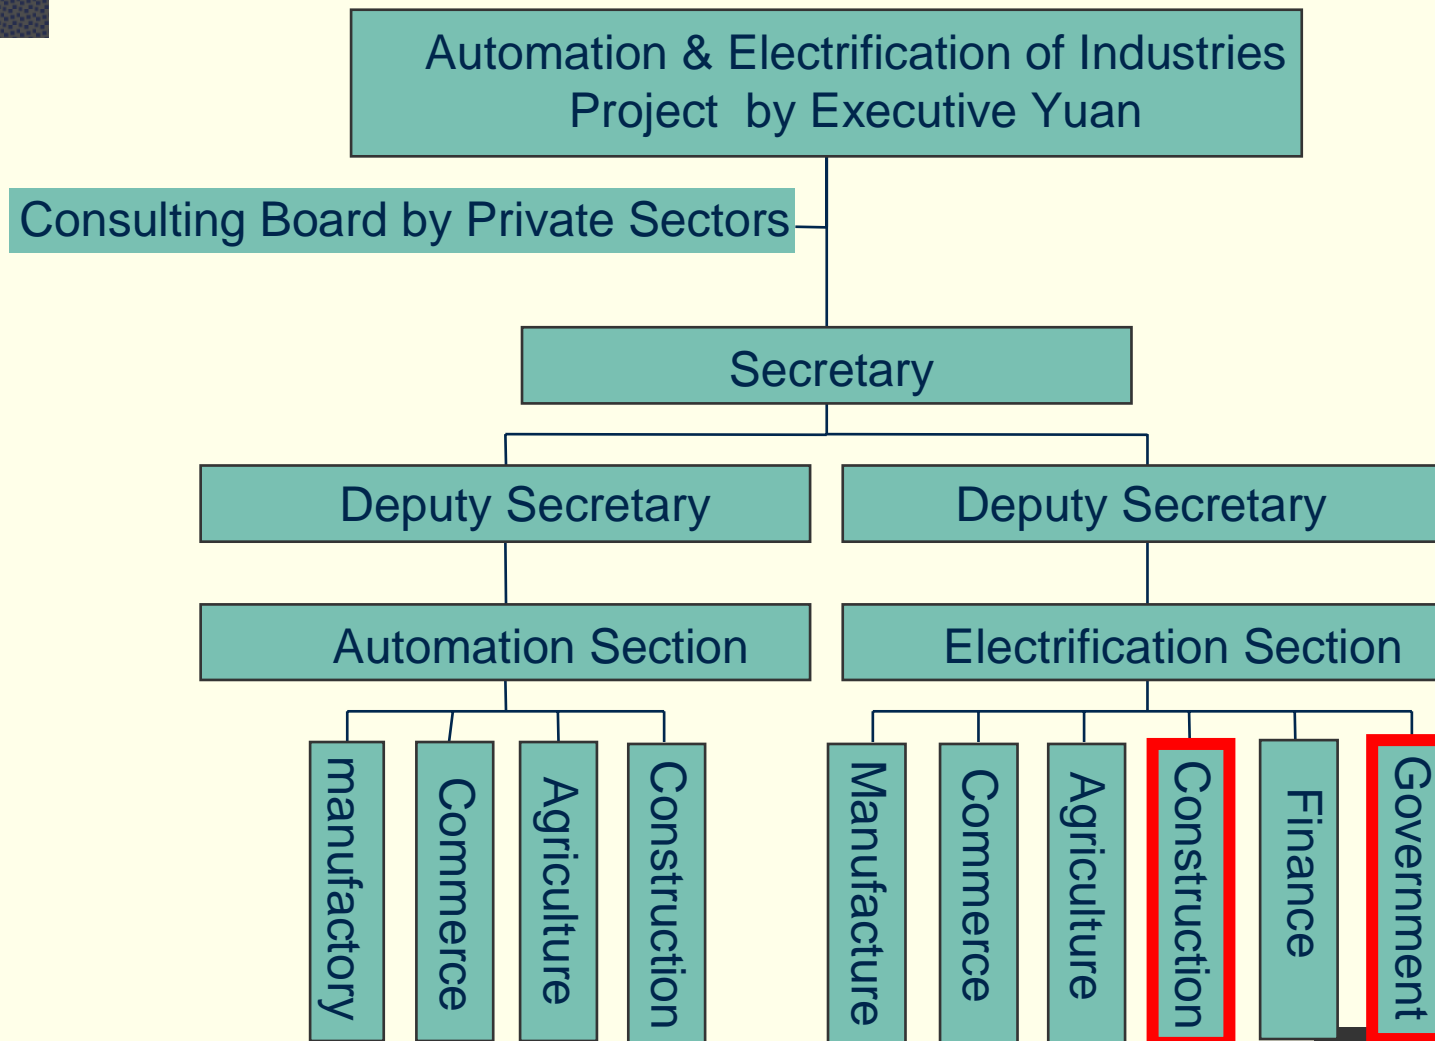 Automation & Electrification of Industries
Project by Executive Yuan
Consulting Board by Private Sectors
Secretary
Deputy Secretary
Deputy Secretary
Automation Section
Electrification Section
manufactory
Commerce
Agriculture
Construction
Manufacture
Commerce
Agriculture
Construction
Finance
Government